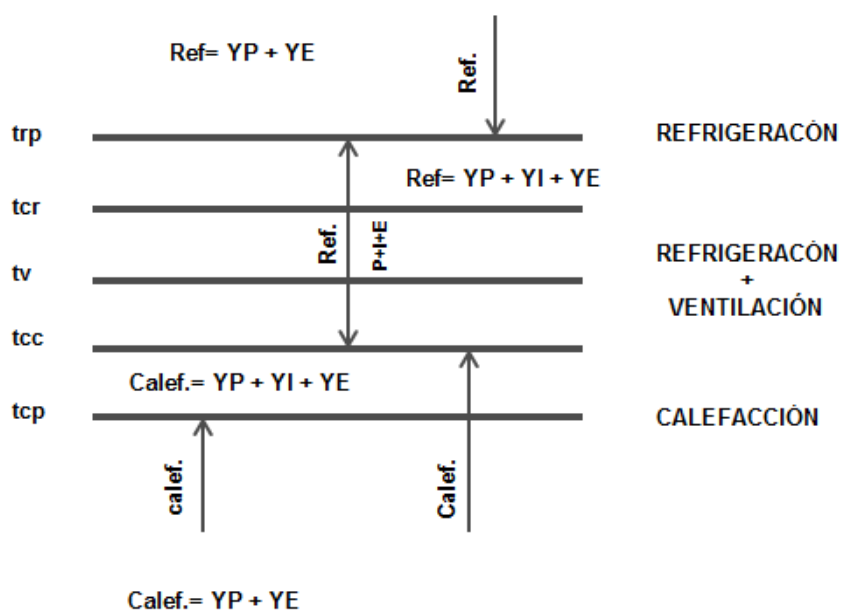 Ref= YP + YE
Ref.
trp
REFRIGERACÓN
Ref= YP + YI + YE
tcr
Ref.
P+I+E
REFRIGERACÓN
+
VENTILACIÓN
tv
tcc
Calef.= YP + YI + YE
tcp
CALEFACCIÓN
calef.
Calef.
Calef.= YP + YE